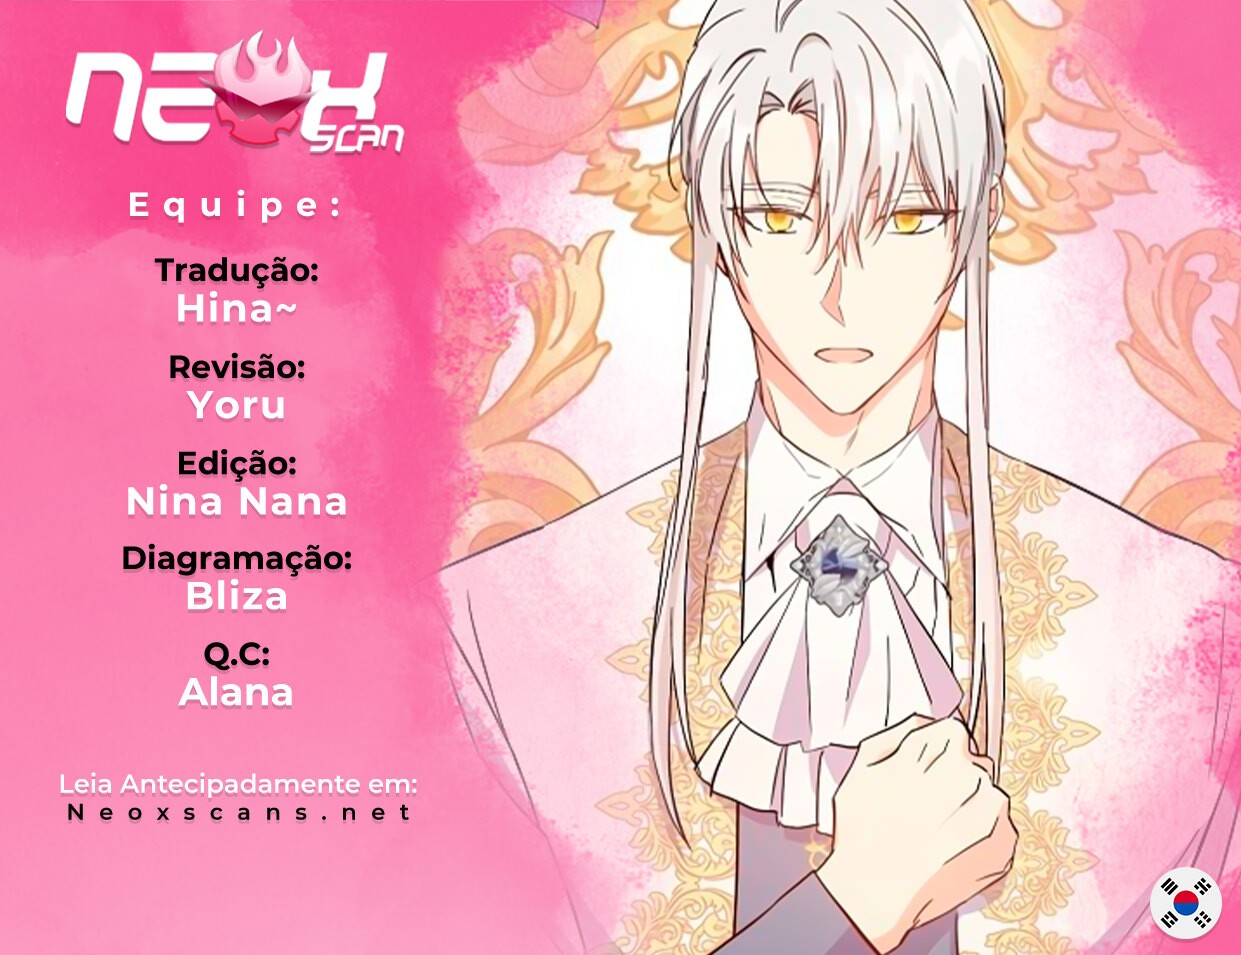 NEOX
SCAN
Equipe:
Tradução:
Hina~
Revisão:
Yoru
Edição:
Nina Nana
Diagramação:
Bliza
Q.C:
Alana
Leia Antecipadamente em:
Neoxscans.net